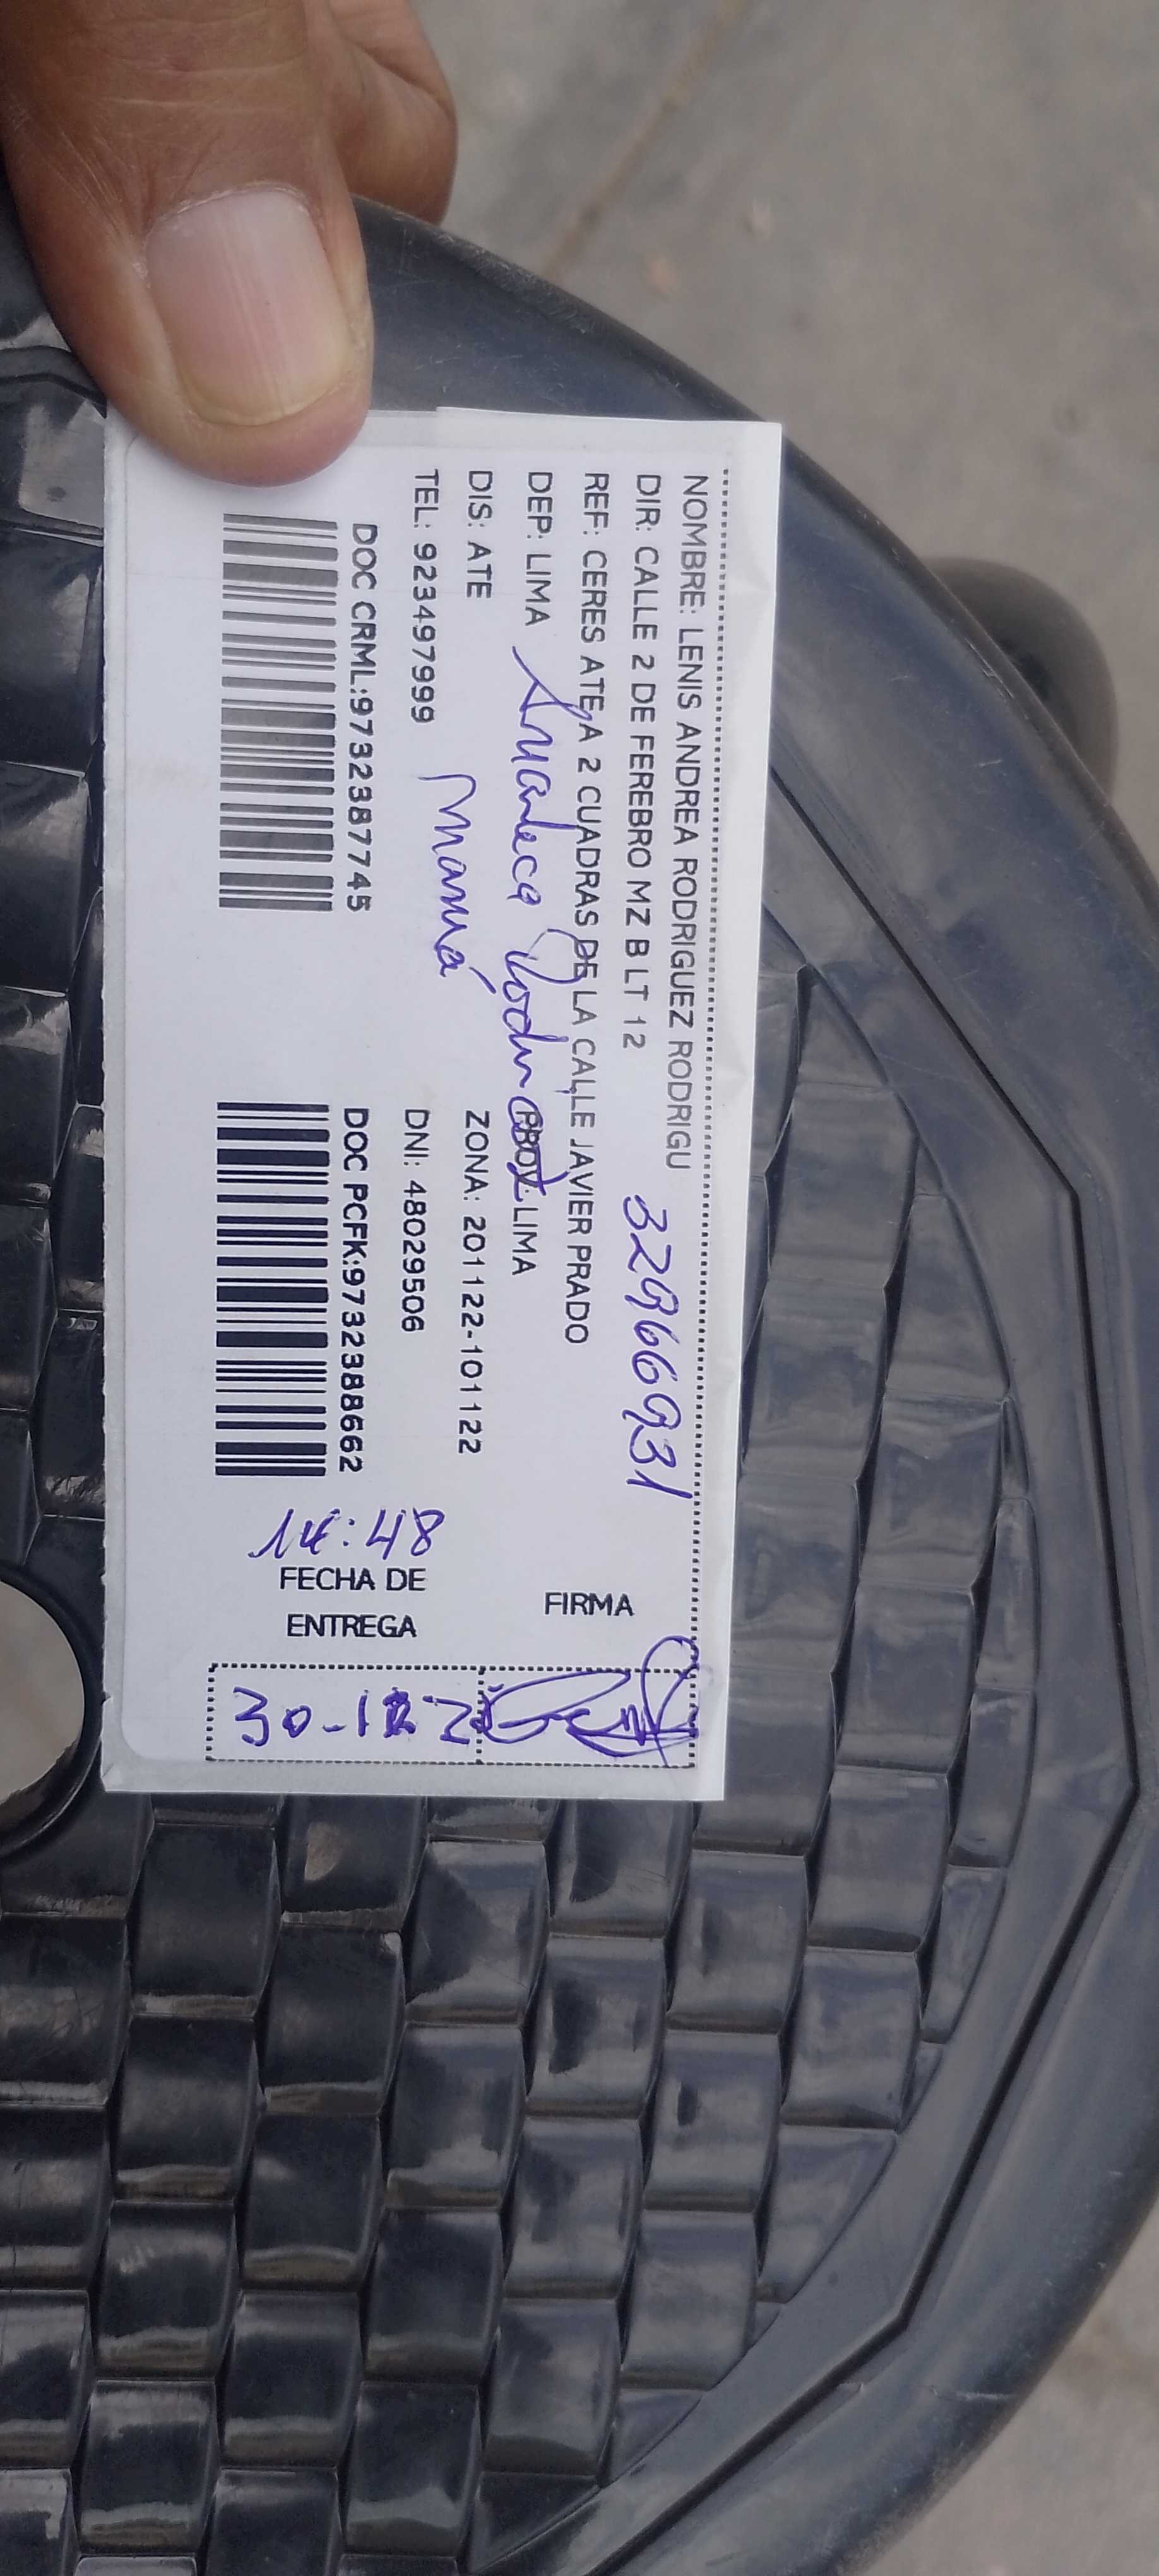 NOMBRE: LENIS ANDREA RODRIGUEZ RODRIGU
DIR: CALLE 2 DE FEREBRO MZ B LT 12
32966931
REF: CERES ATE A 2 CUADRAS DE LA CALLE JAVIER PRADO
DEP: LIMA PROV: LIMA
DIS: ATE ZONA: 201122-101122
Mamá
TEL: 923497999 DNI: 48029506
DOC CRML:9732387745 DOC PCFK:9732388662
FIRMA
14:48
FECHA DE
ENTREGA